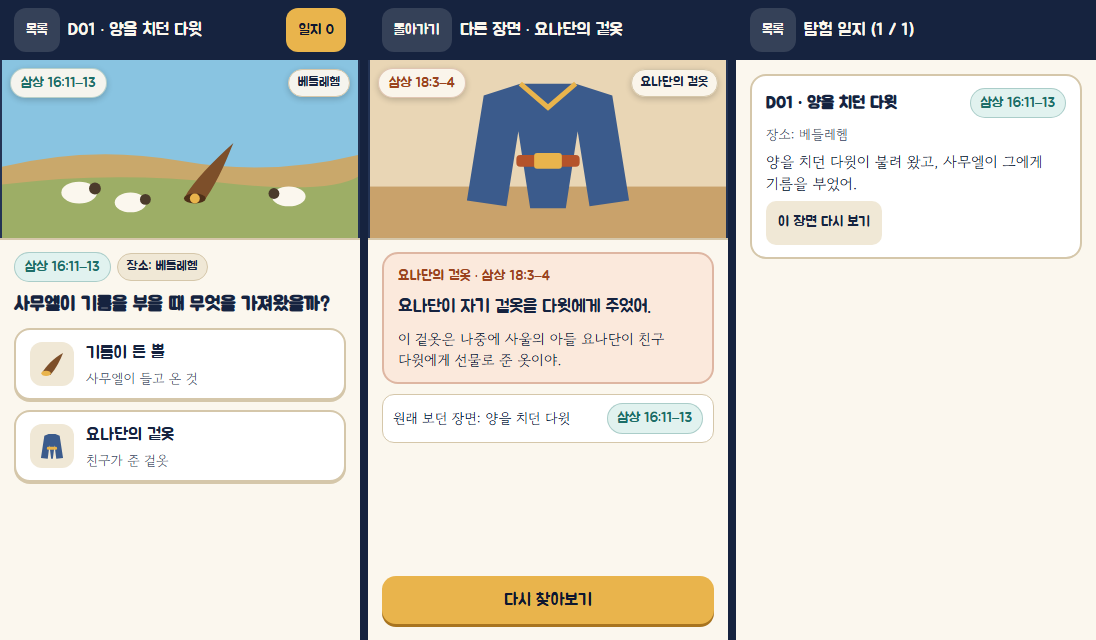 목록
D01 · 양을 치던 다윗
일지 0
삼상 16:11–13
베들레헴
삼상 16:11–13
장소: 베들레헴
사무엘이 기름을 부을 때 무엇을 가져왔을까?
기름이 든 뿔
사무엘이 들고 온 것
요나단의 겉옷
친구가 준 겉옷
돌아가기
다른 장면 · 요나단의 겉옷
삼상 18:3–4
요나단의 겉옷
요나단의 겉옷 · 삼상 18:3–4
요나단이 자기 겉옷을 다윗에게 주었어.
이 겉옷은 나중에 사울의 아들 요나단이 친구
다윗에게 선물로 준 옷이야.
원래 보던 장면: 양을 치던 다윗
삼상 16:11–13
다시 찾아보기
목록
탐험 일지 (1 / 1)
D01 · 양을 치던 다윗
삼상 16:11–13
장소: 베들레헴
양을 치던 다윗이 불려 왔고, 사무엘이 그에게
기름을 부었어.
이 장면 다시 보기